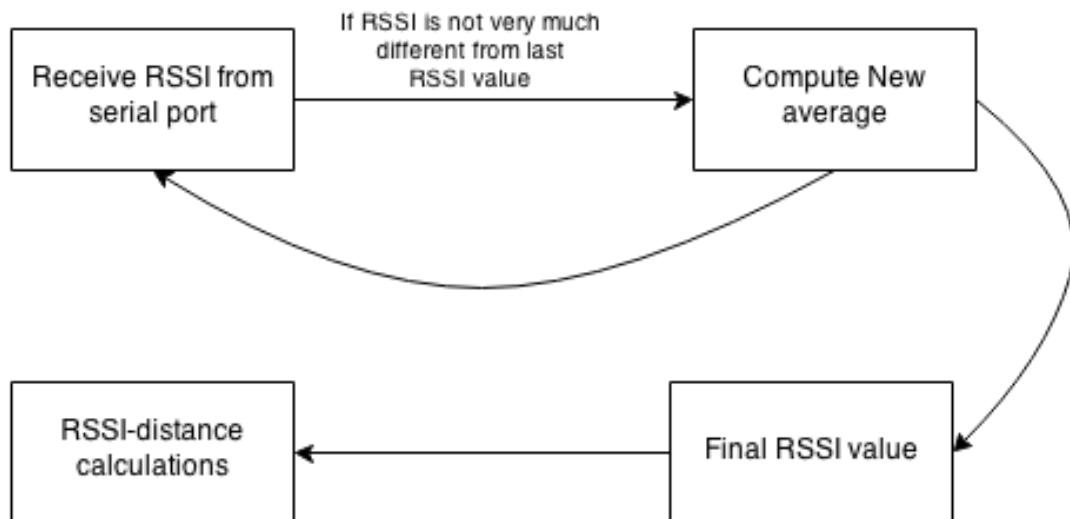 Receive RSSI from
serial port
If RSSI is not very much
different from last
RSSI value
Compute New
average
RSSI-distance
calculations
Final RSSI value